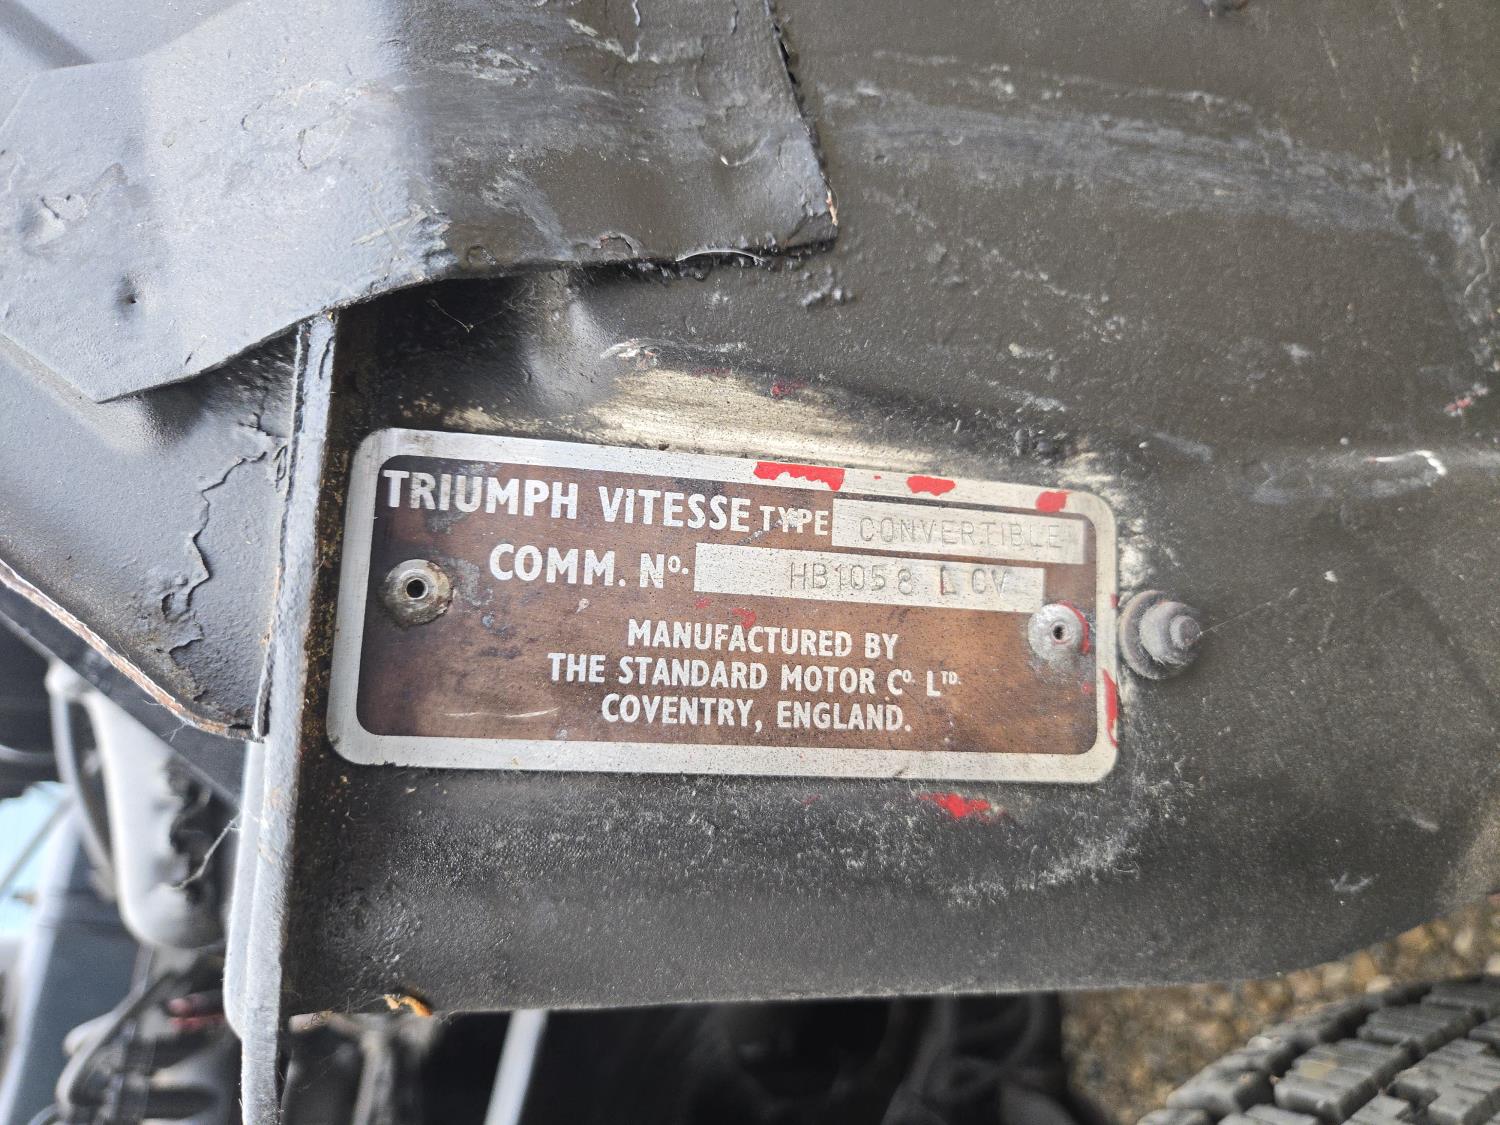 TRIUMPH VITESSE TYPE CONVERTIBLE
COMM. Nº. HB1058 L CV
MANUFACTURED BY
THE STANDARD MOTOR Cº. LTD.
COVENTRY, ENGLAND.